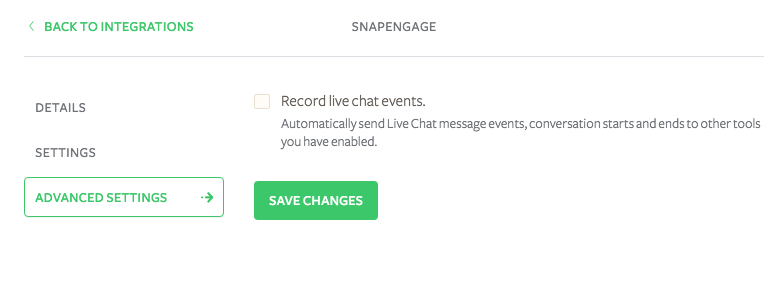 BACK TO INTEGRATIONS
SNAPENGAGE
DETAILS
SETTINGS
ADVANCED SETTINGS
Record live chat events.
Automatically send Live Chat message events, conversation starts and ends to other tools
you have enabled.
SAVE CHANGES